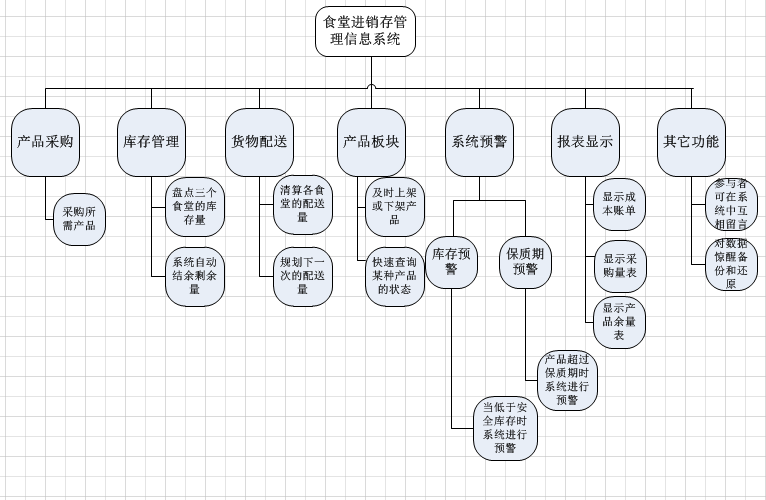 食堂进销存管
理信息系统
产品采购
库存管理
货物配送
产品板块
系统预警
报表显示
其它功能
采购所
需产品
盘点三个
食堂的库
存量
系统自动
结余剩余
量
清算各食
堂的配送
量
规划下一
次的配送
量
及时上架
或下架产
品
快速查询
某种产品
的状态
库存预
警
保质期
预警
当低于安
全库存时
系统进行
预警
产品超过
保质期时
系统进行
预警
显示成
本账单
显示采
购量表
显示产
品余量
表
参与者
可在系
统中互
相留言
对数据
惊醒备
份和还
原